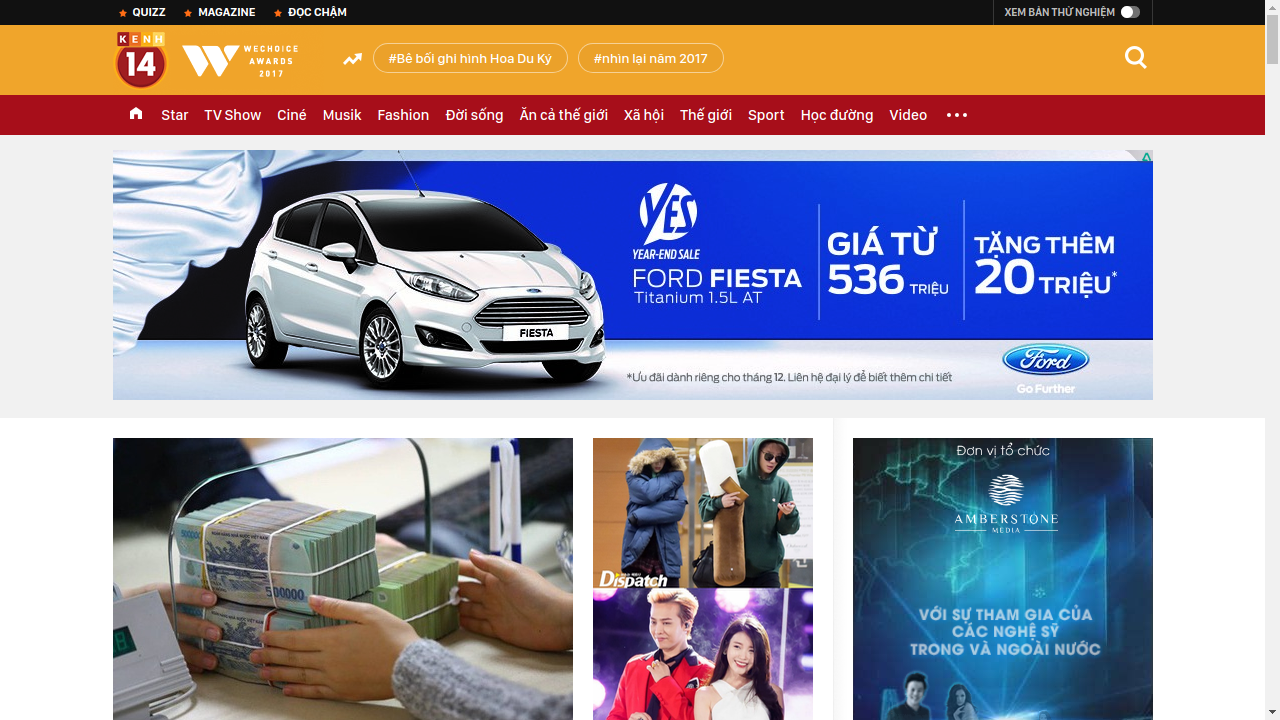 QUIZZ
MAGAZINE
ĐỌC CHẬM
XEM BẢN THỬ NGHIỆM
KENH
14
WECHOICE
AWARDS
2017
#Bê bối ghi hình Hoa Du Ký
#nhìn lại năm 2017
Star
TV Show
Ciné
Musik
Fashion
Đời sống
Ăn cả thế giới
Xã hội
Thế giới
Sport
Học đường
Video
YES
YEAR-END SALE
FORD FIESTA
Titanium 1.5L AT
GIÁ TỪ
536 TRIỆU
TẶNG THÊM
20 TRIỆU*
FIESTA
*Ưu đãi dành riêng cho tháng 12. Liên hệ đại lý để biết thêm chi tiết
Ford
Go Further
500000
Dispatch
Đơn vị tổ chức
AMBERSTONE
MEDIA
VỚI SỰ THAM GIA CỦA
CÁC NGHỆ SỸ
TRONG VÀ NGOÀI NƯỚC